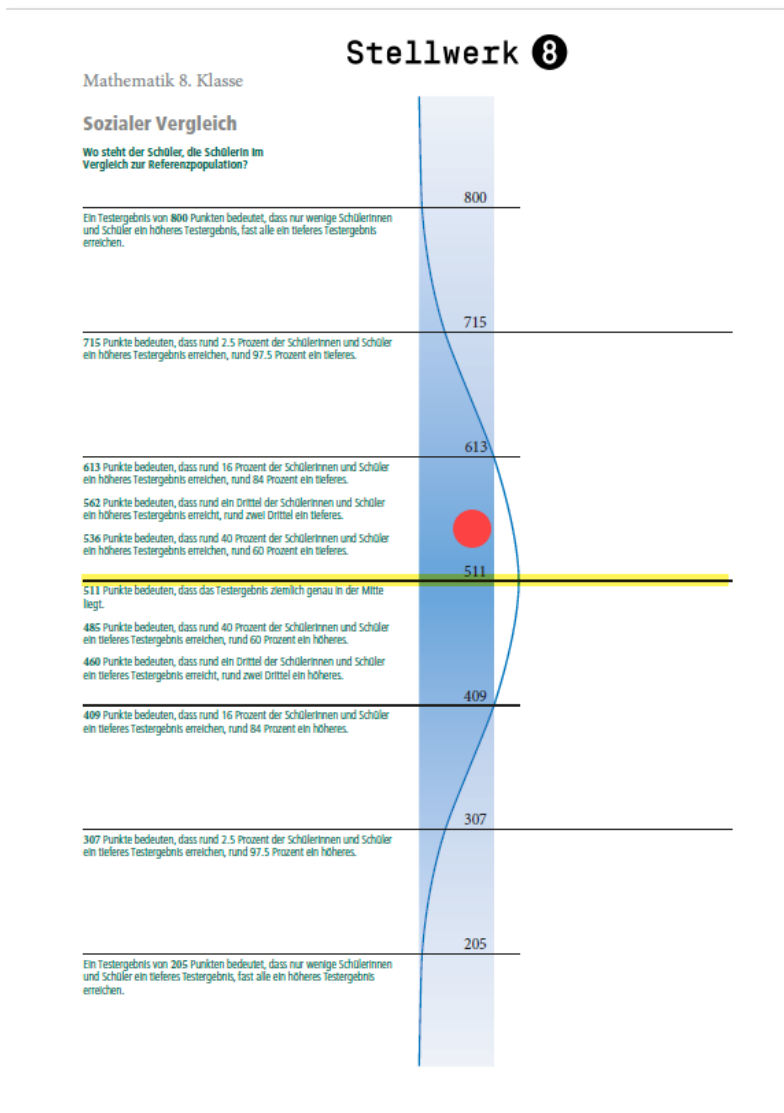 Stellwerk 8
Mathematik 8. Klasse
Sozialer Vergleich
Wo steht der Schüler, die Schülerin im
Vergleich zur Referenzpopulation?
800
Ein Testergebnis von 800 Punkten bedeutet, dass nur wenige Schülerinnen
und Schüler ein höheres Testergebnis, fast alle ein tieferes Testergebnis
erreichen.
715
715 Punkte bedeuten, dass rund 2.5 Prozent der Schülerinnen und Schüler
ein höheres Testergebnis erreichen, rund 97.5 Prozent ein tieferes.
613
613 Punkte bedeuten, dass rund 16 Prozent der Schülerinnen und Schüler
ein höheres Testergebnis erreichen, rund 84 Prozent ein tieferes.
562 Punkte bedeuten, dass rund ein Drittel der Schülerinnen und Schüler
ein höheres Testergebnis erreicht, rund zwei Drittel ein tieferes.
536 Punkte bedeuten, dass rund 40 Prozent der Schülerinnen und Schüler
ein höheres Testergebnis erreichen, rund 60 Prozent ein tieferes.
511
511 Punkte bedeuten, dass das Testergebnis ziemlich genau in der Mitte
liegt.
485 Punkte bedeuten, dass rund 40 Prozent der Schülerinnen und Schüler
ein tieferes Testergebnis erreichen, rund 60 Prozent ein höheres.
460 Punkte bedeuten, dass rund ein Drittel der Schülerinnen und Schüler
ein tieferes Testergebnis erreicht, rund zwei Drittel ein höheres.
409
409 Punkte bedeuten, dass rund 16 Prozent der Schülerinnen und Schüler
ein tieferes Testergebnis erreichen, rund 84 Prozent ein höheres.
307
307 Punkte bedeuten, dass rund 2.5 Prozent der Schülerinnen und Schüler
ein tieferes Testergebnis erreichen, rund 97.5 Prozent ein höheres.
205
Ein Testergebnis von 205 Punkten bedeutet, dass nur wenige Schülerinnen
und Schüler ein tieferes Testergebnis, fast alle ein höheres Testergebnis
erreichen.